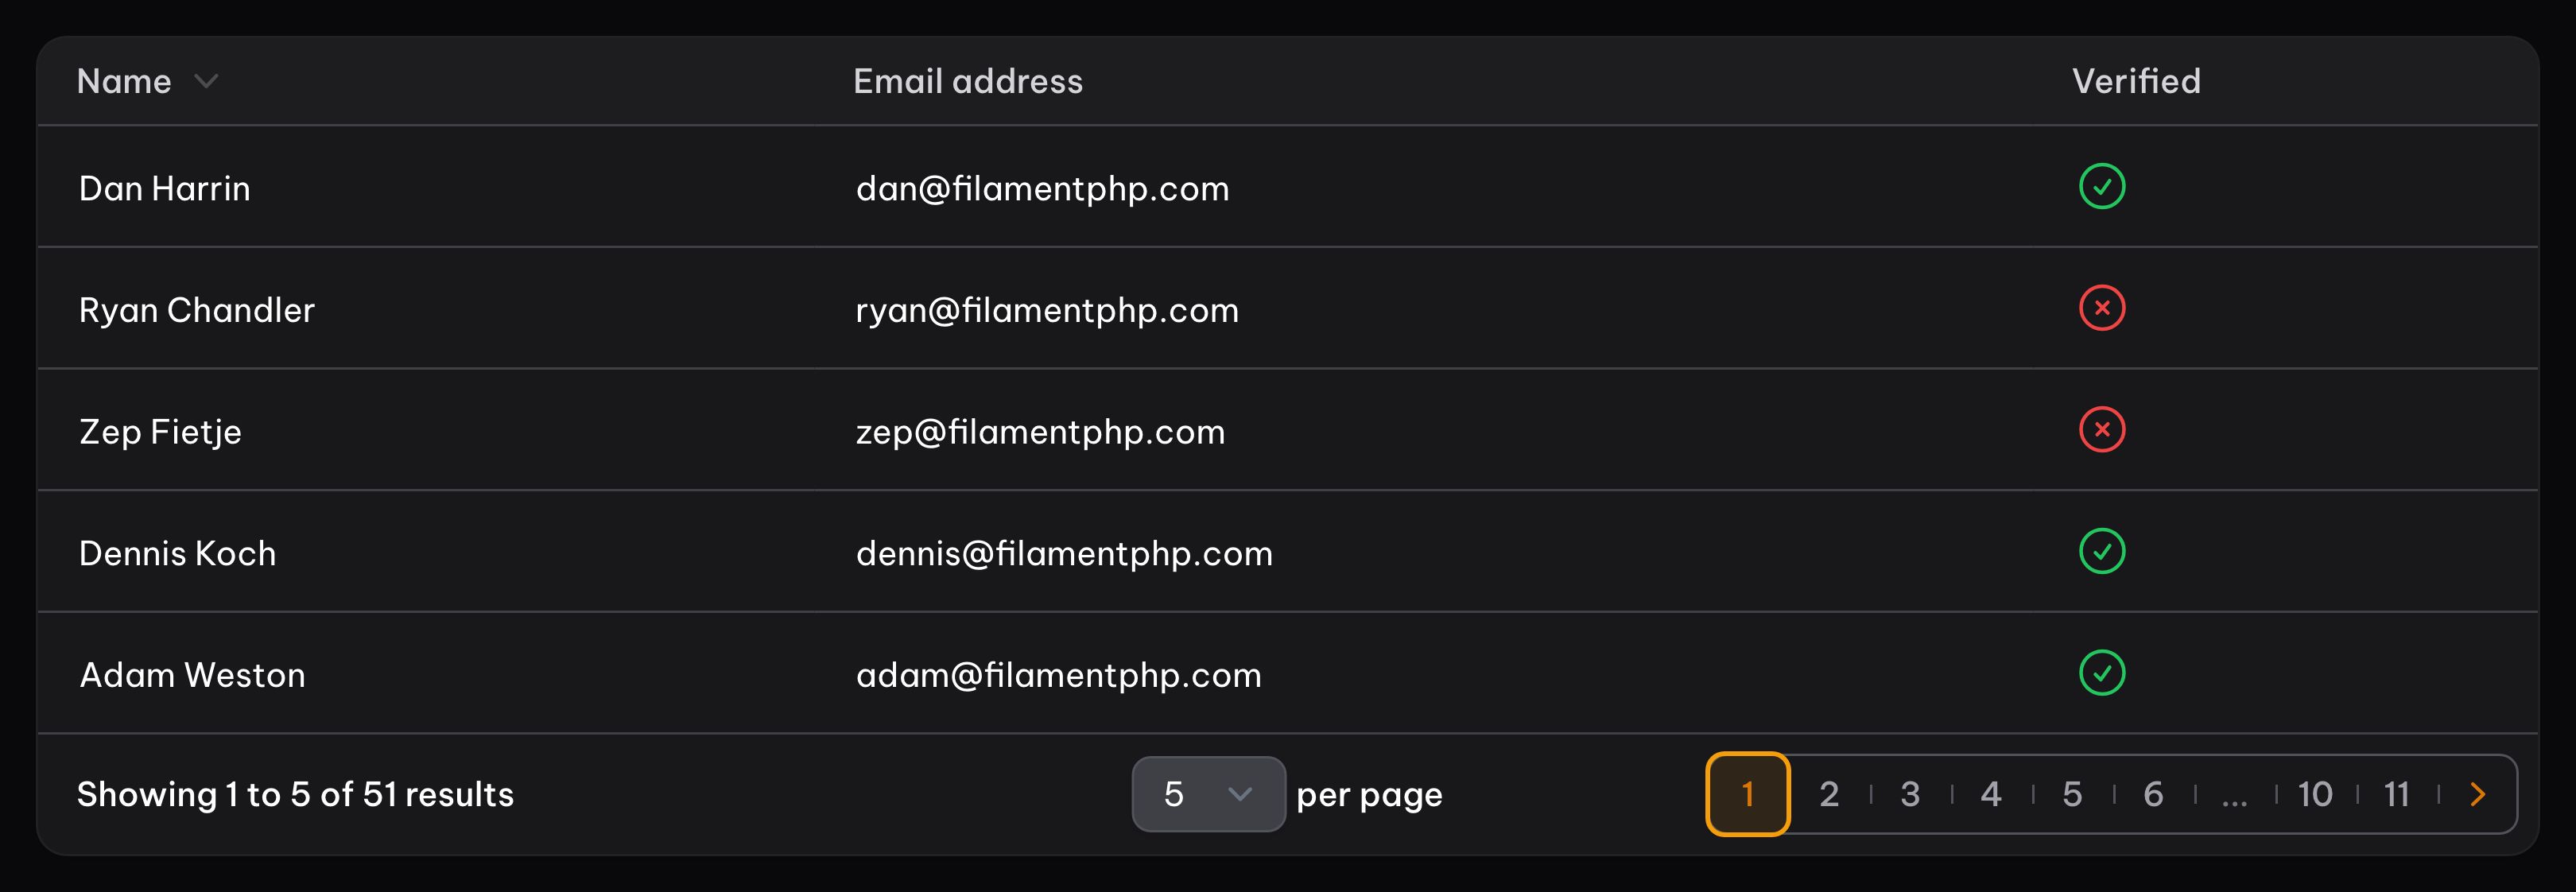 Name Email address Verified
Dan Harrin dan@filamentphp.com
Ryan Chandler ryan@filamentphp.com
Zep Fietje zep@filamentphp.com
Dennis Koch dennis@filamentphp.com
Adam Weston adam@filamentphp.com
Showing 1 to 5 of 51 results 5 per page 1 2 3 4 5 6 ... 10 11